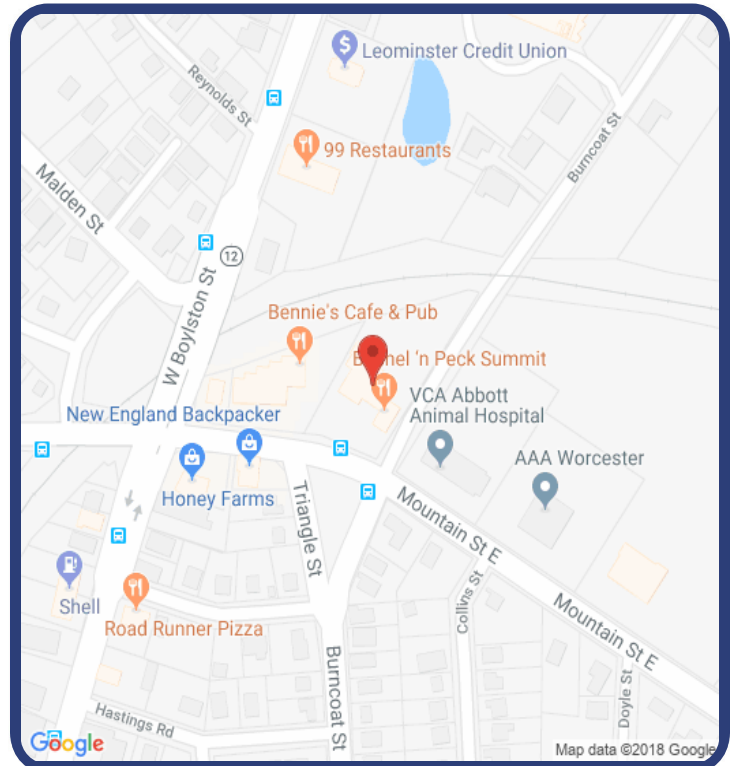 Leominster Credit Union
Reynolds St
99 Restaurants
Burncoat St
Malden St
12
W Boylston St
Bennie's Cafe & Pub
'n Peck Summit
VCA Abbott
Animal Hospital
New England Backpacker
AAA Worcester
Honey Farms
Triangle St
Mountain St E
Shell
Road Runner Pizza
Collins St
Mountain St E
Burncoat St
Doyle St
Hastings Rd
Google
Map data ©2018 Google